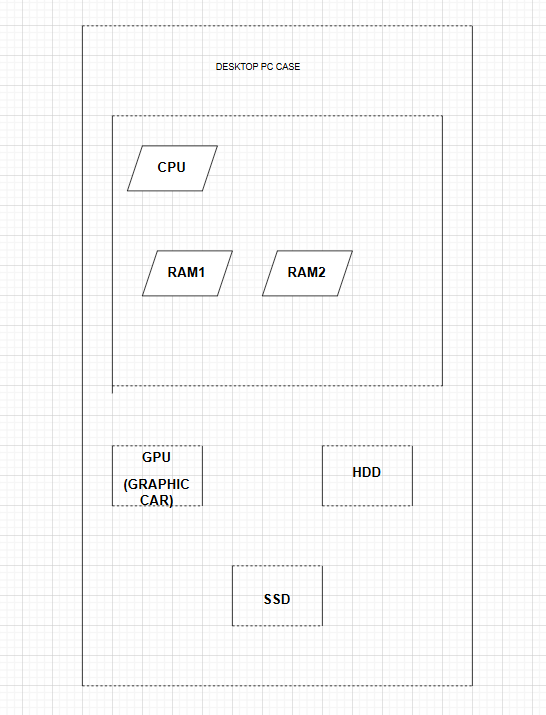 DESKTOP PC CASE
CPU
RAM1
RAM2
GPU
(GRAPHIC
CAR)
HDD
SSD